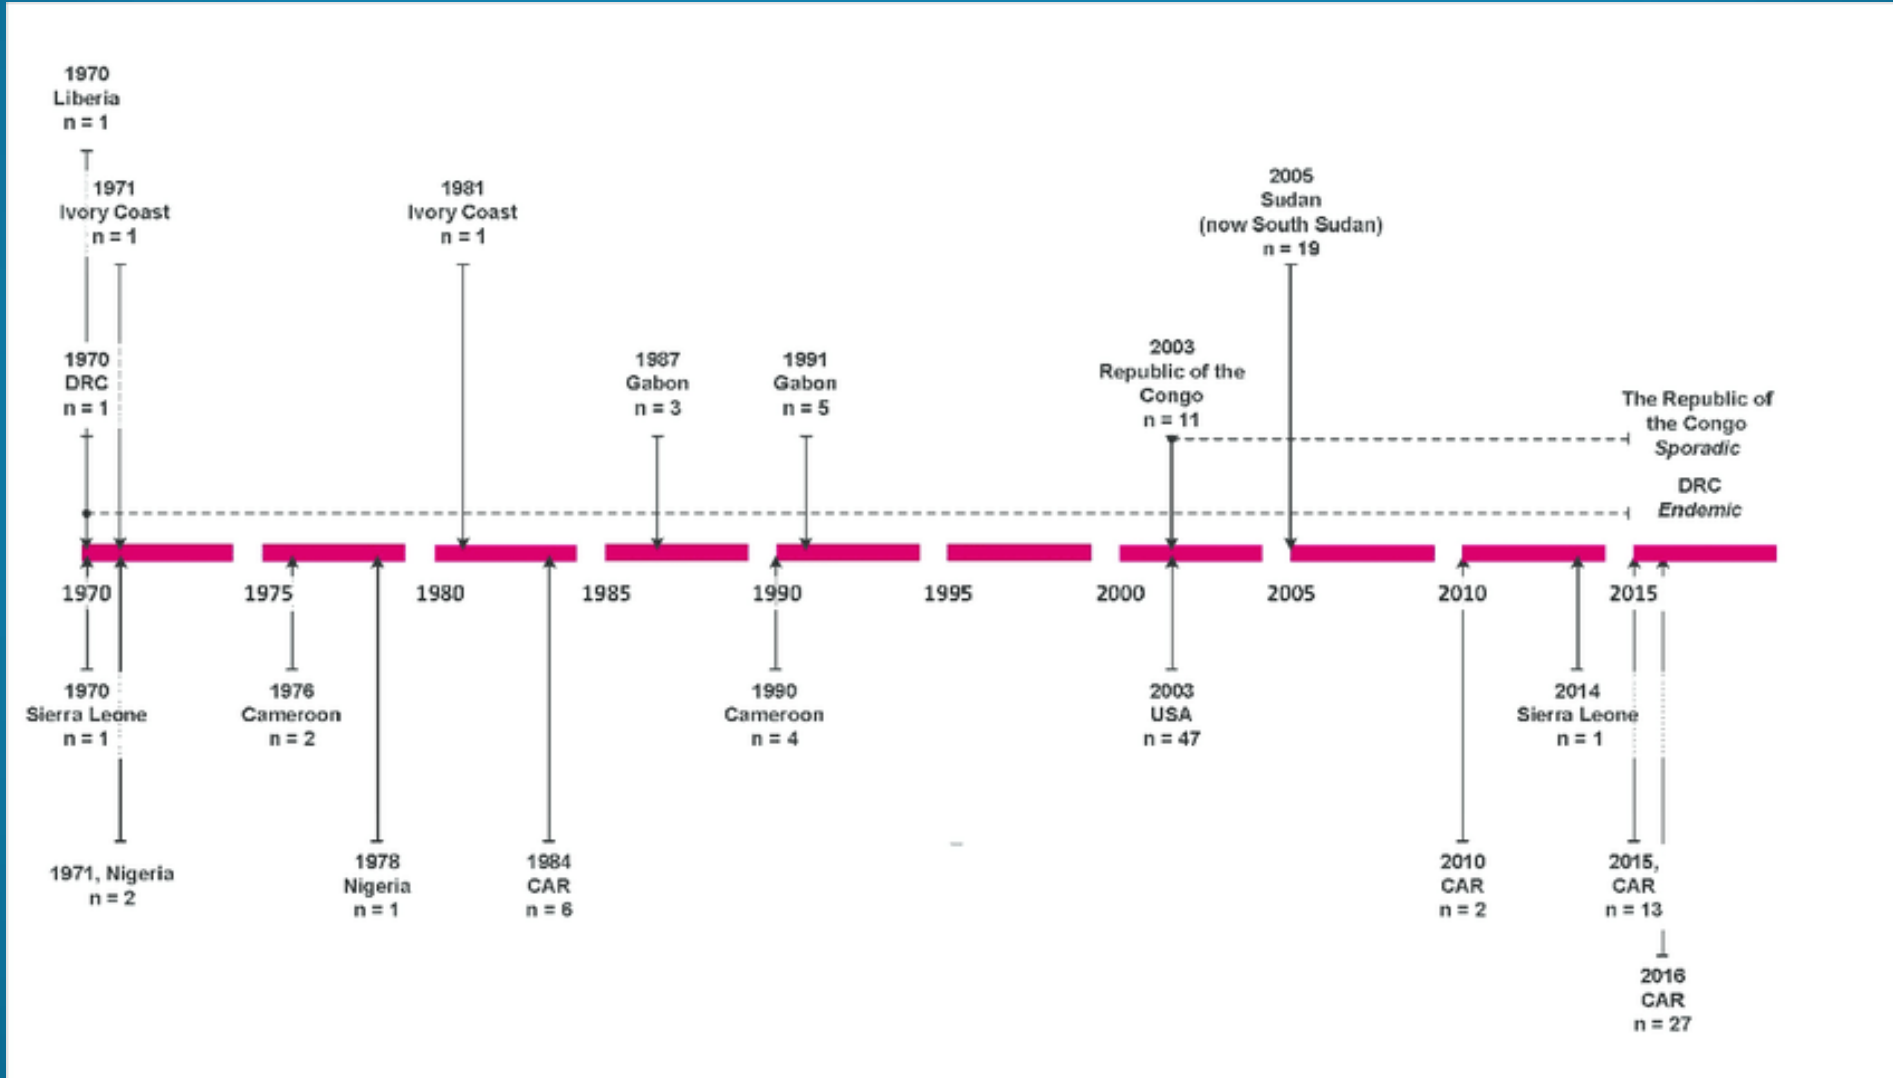 1970
Liberia
n = 1
1971
Ivory Coast
n = 1
1981
Ivory Coast
n = 1
2005
Sudan
(now South Sudan)
n = 19
1970
DRC
n = 1
1987
Gabon
n = 3
1991
Gabon
n = 5
2003
Republic of the
Congo
n = 11
The Republic of
the Congo
Sporadic
DRC
Endemic
1970
1975
1980
1985
1990
1995
2000
2005
2010
2015
1970
Sierra Leone
n = 1
1976
Cameroon
n = 2
1990
Cameroon
n = 4
2003
USA
n = 47
2014
Sierra Leone
n = 1
1971, Nigeria
n = 2
1978
Nigeria
n = 1
1984
CAR
n = 6
2010
CAR
n = 2
2015,
CAR
n = 13
2016
CAR
n = 27